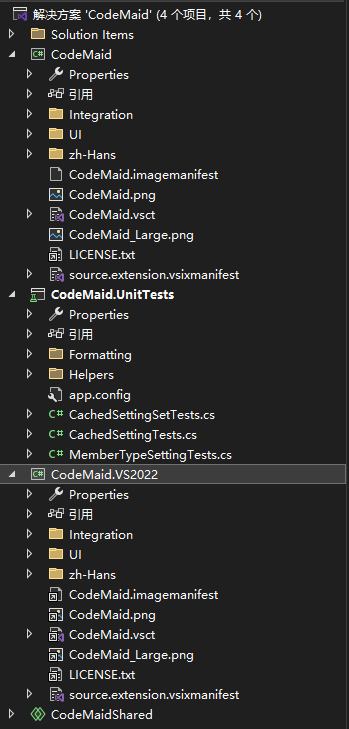 解决方案 'CodeMaid' (4 个项目，共 4 个)
Solution Items
CodeMaid
Properties
引用
Integration
UI
zh-Hans
CodeMaid.imagemanifest
CodeMaid.png
CodeMaid.vsct
CodeMaid_Large.png
LICENSE.txt
source.extension.vsixmanifest
CodeMaid.UnitTests
Properties
引用
Formatting
Helpers
app.config
C# CachedSettingSetTests.cs
C# CachedSettingTests.cs
C# MemberTypeSettingTests.cs
CodeMaid.VS2022
Properties
引用
Integration
UI
zh-Hans
CodeMaid.imagemanifest
CodeMaid.png
CodeMaid.vsct
CodeMaid_Large.png
LICENSE.txt
source.extension.vsixmanifest
CodeMaidShared